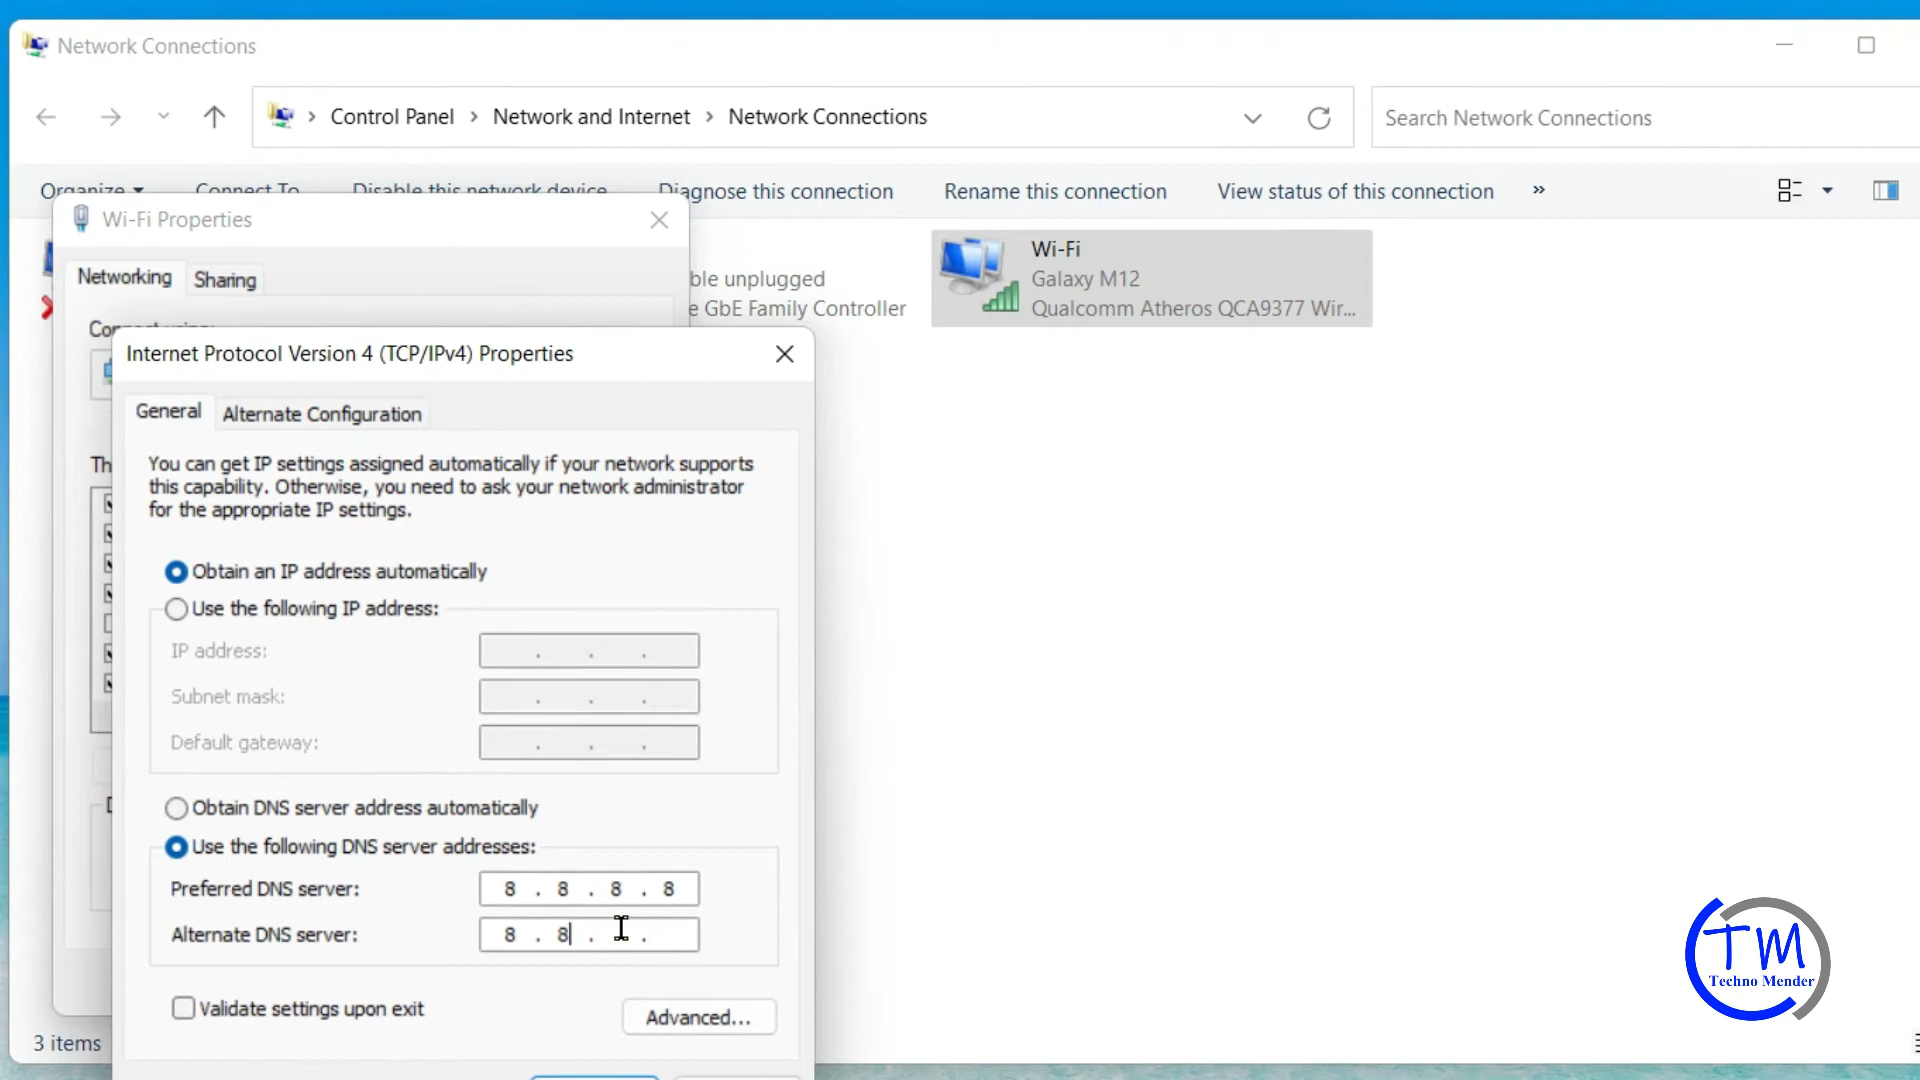 Network Connections
Control Panel > Network and Internet > Network Connections
Search Network Connections
Organize Connect To Disable this network device Diagnose this connection Rename this connection View status of this connection »
Wi-Fi Properties
Networking Sharing
ble unplugged
e GbE Family Controller
Wi-Fi
Galaxy M12
Qualcomm Atheros QCA9377 Wir...
Internet Protocol Version 4 (TCP/IPv4) Properties
General Alternate Configuration
You can get IP settings assigned automatically if your network supports
this capability. Otherwise, you need to ask your network administrator
for the appropriate IP settings.
Obtain an IP address automatically
Use the following IP address:
IP address: . . .
Subnet mask: . . .
Default gateway: . . .
Obtain DNS server address automatically
Use the following DNS server addresses:
Preferred DNS server: 8 . 8 . 8 . 8
Alternate DNS server: 8 . 8 . .
Validate settings upon exit
Advanced...
3 items
TM
Techno Mender